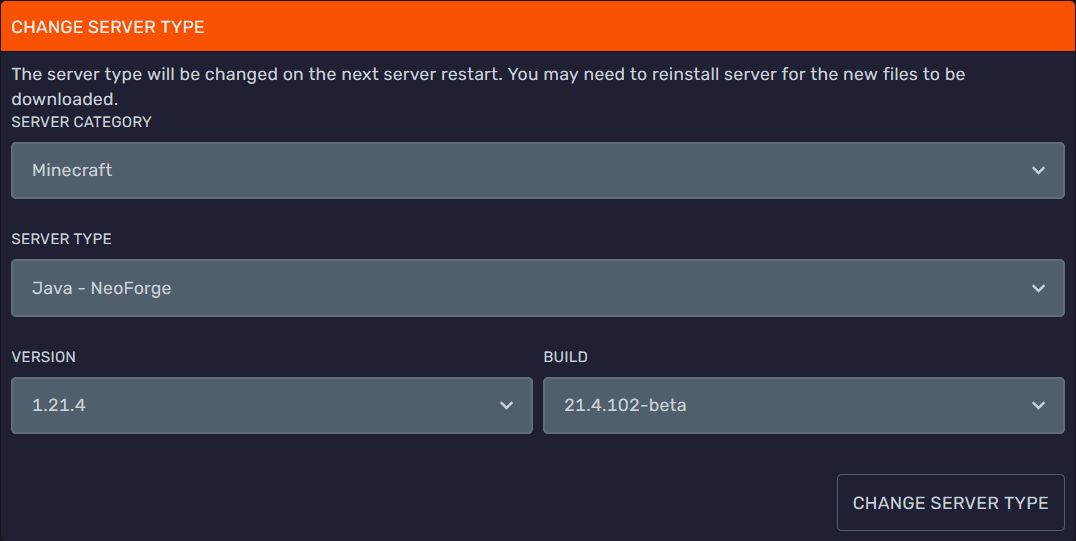 CHANGE SERVER TYPE
The server type will be changed on the next server restart. You may need to reinstall server for the new files to be
downloaded.
SERVER CATEGORY
Minecraft
SERVER TYPE
Java - NeoForge
VERSION
BUILD
1.21.4
21.4.102-beta
CHANGE SERVER TYPE